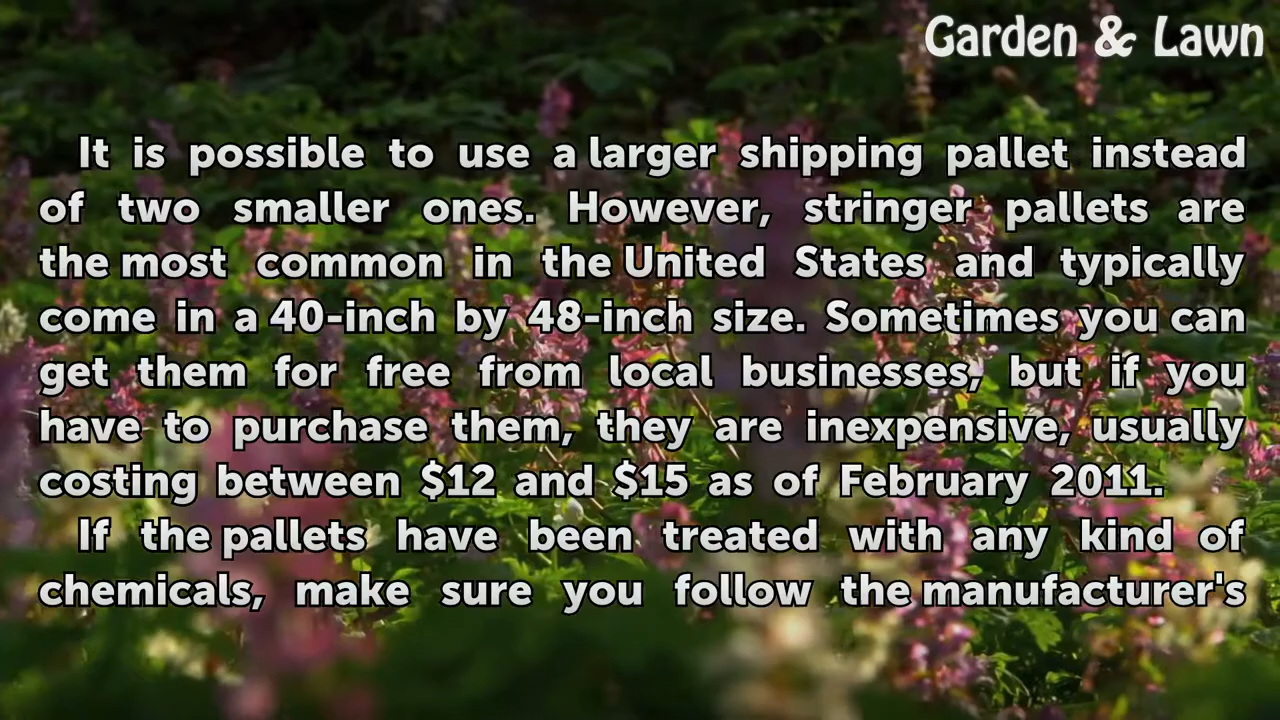 Garden & Lawn
It is possible to use a larger shipping pallet instead
of two smaller ones. However, stringer pallets are
the most common in the United States and typically
come in a 40-inch by 48-inch size. Sometimes you can
get them for free from local businesses, but if you
have to purchase them, they are inexpensive, usually
costing between $12 and $15 as of February 2011.
If the pallets have been treated with any kind of
chemicals, make sure you follow the manufacturer's